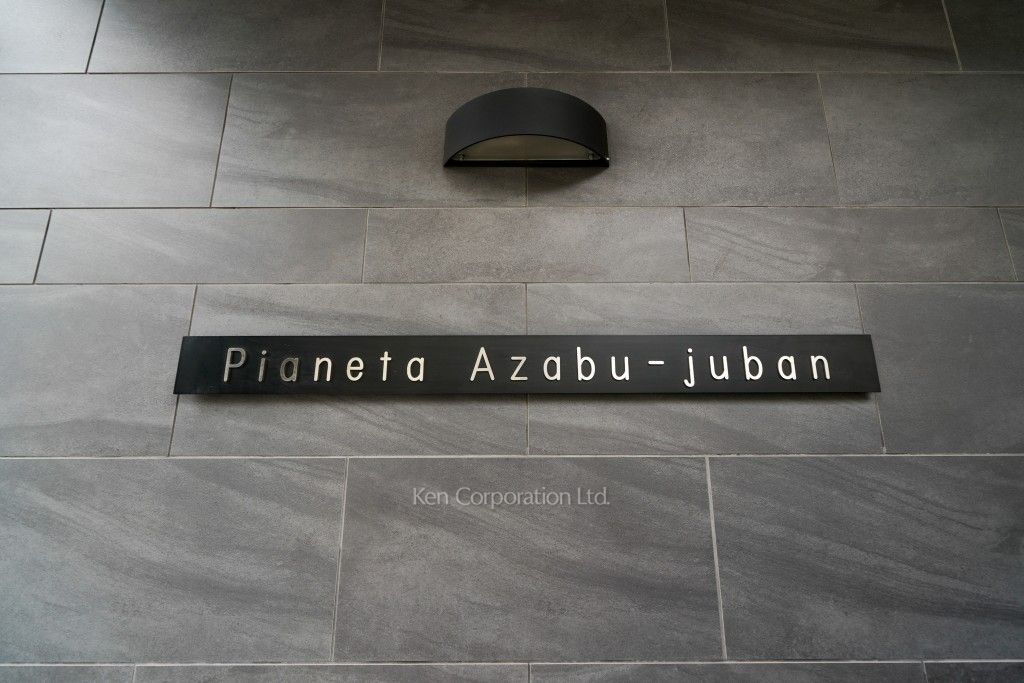 Pianeta Azabu-juban
Ken Corporation Ltd.